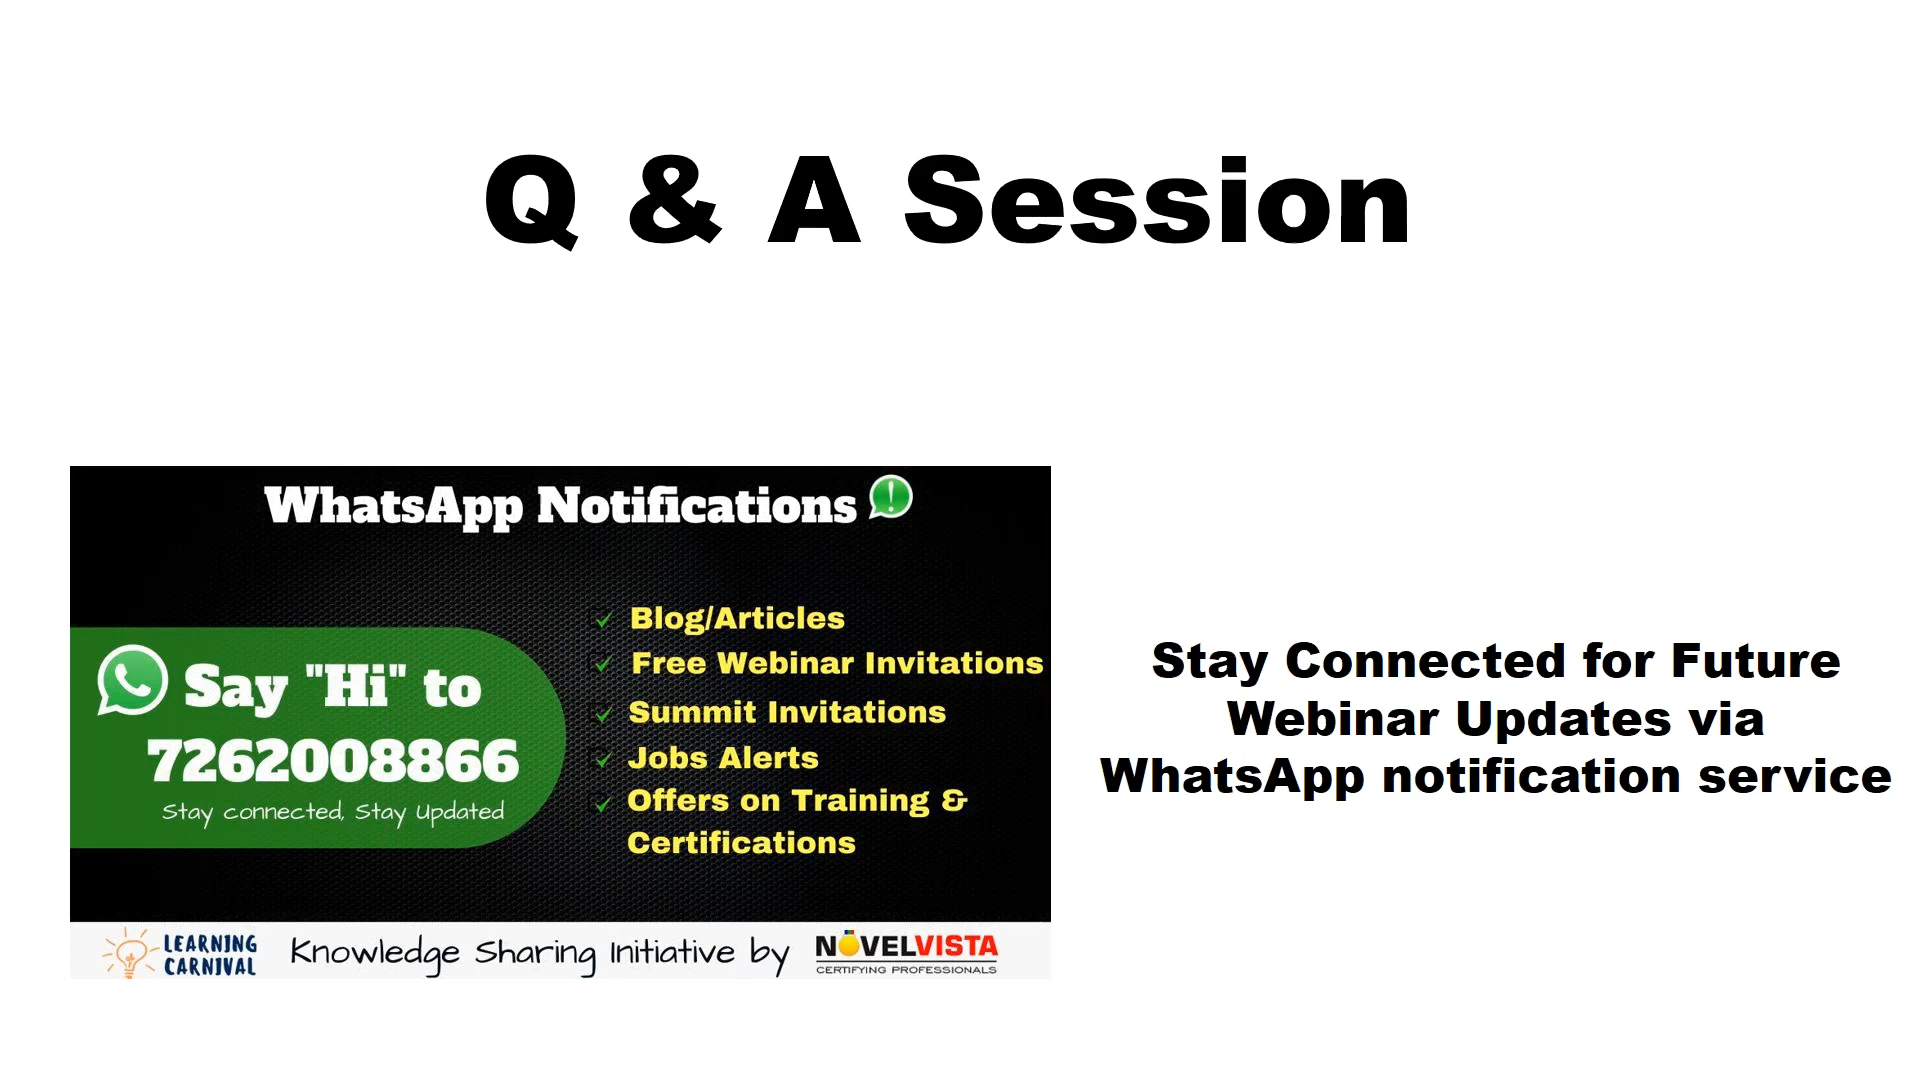 Q & A Session
WhatsApp Notifications
Say "Hi" to
7262008866
Stay connected, Stay Updated
Blog/Articles
Free Webinar Invitations
Summit Invitations
Jobs Alerts
Offers on Training &
Certifications
LEARNING
CARNIVAL
Knowledge Sharing Initiative by
NOVELVISTA
CERTIFYING PROFESSIONALS
Stay Connected for Future
Webinar Updates via
WhatsApp notification service